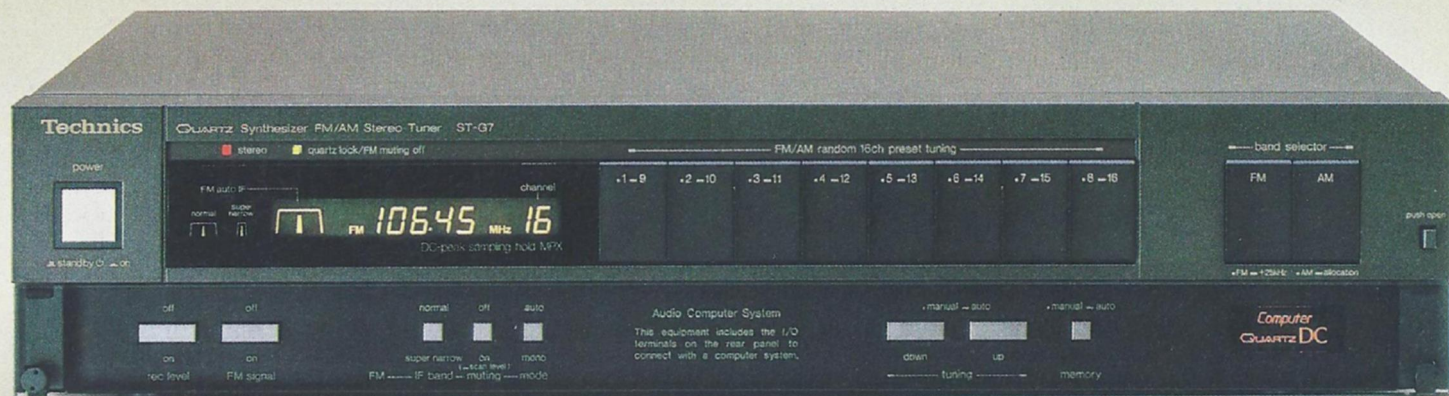 Technics
QUARTZ Synthesizer FM/AM Stereo Tuner ST-G7
power
stereo quartz lock/FM muting off
FM/AM random 16ch preset tuning
band selector
FM auto IF
channel
normal super narrow
FM 106.45 MHz 16
DC-peak sampling hold MPX
1 9 2 10 3 11 4 12 5 13 6 14 7 15 8 16
FM AM
push open
standby on
FM +25kHz AM allocation
off off normal off auto
on on super narrow on mono
(scan level)
rec level FM signal FM IF band muting mode
Audio Computer System
This equipment includes the I/O
terminals on the rear panel to
connect with a computer system.
manual auto manual auto
down up
tuning memory
Computer
QUARTZ DC